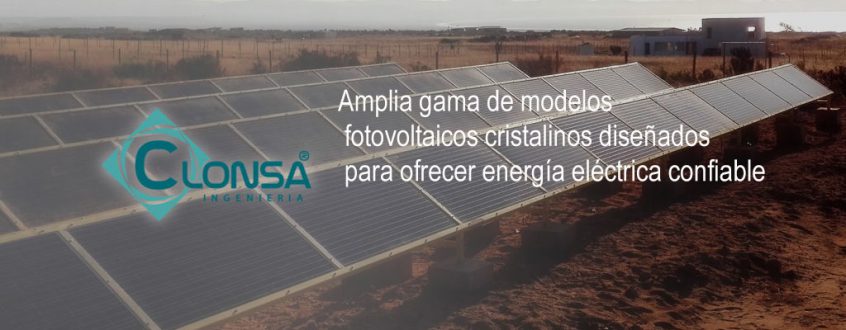 Amplia gama de modelos
fotovoltaicos cristalinos diseñados
para ofrecer energía eléctrica confiable
CLONSA®
INGENIERIA